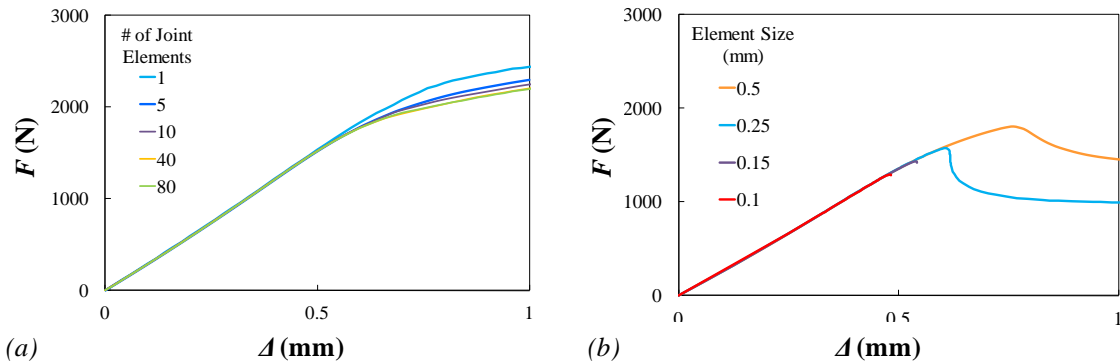 3000
# of Joint
Elements
1
5
10
40
80
2000
1000
0
F (N)
0
0.5
1
(a)
Δ (mm)
3000
Element Size
(mm)
0.5
0.25
0.15
0.1
2000
1000
0
F (N)
0
0.5
1
(b)
Δ (mm)